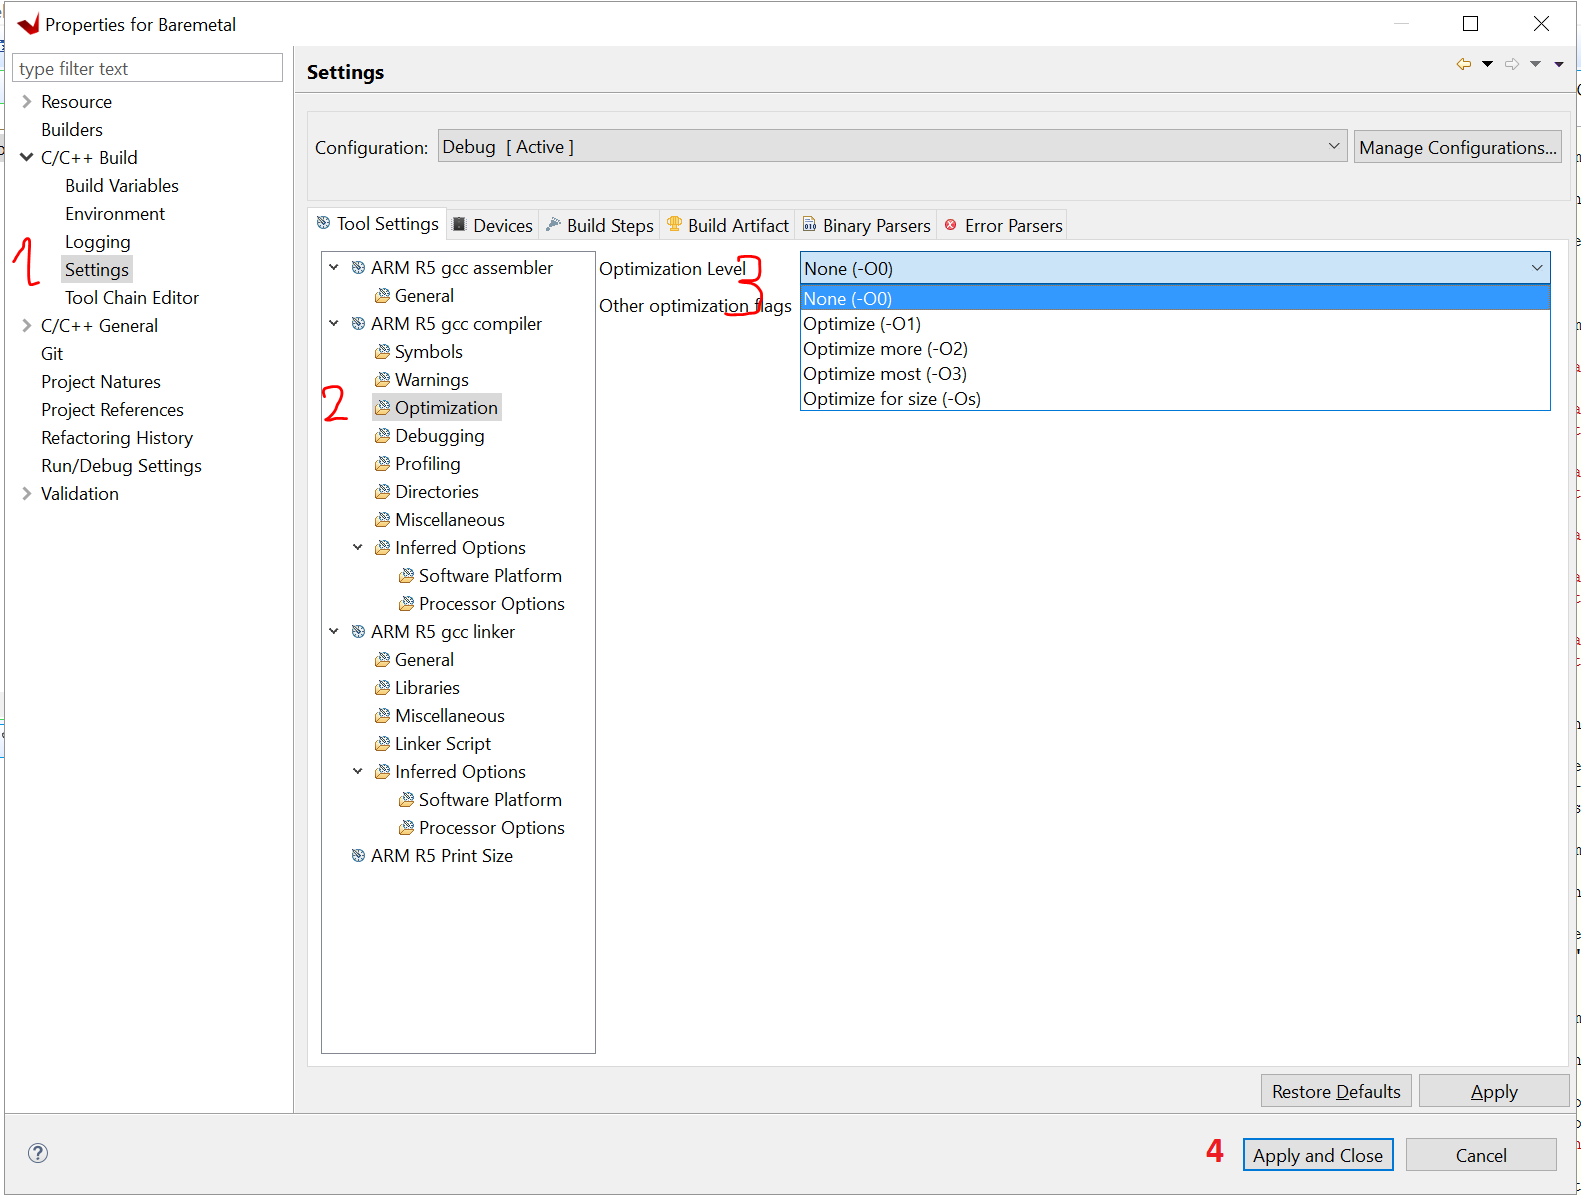 Properties for Baremetal
type filter text
Resource
Builders
C/C++ Build
Build Variables
Environment
Logging
1
Settings
Tool Chain Editor
C/C++ General
Git
Project Natures
Project References
Refactoring History
Run/Debug Settings
Validation
Settings
Configuration:
Debug [ Active ]
Manage Configurations...
Tool Settings
Devices
Build Steps
Build Artifact
Binary Parsers
Error Parsers
ARM R5 gcc assembler
General
ARM R5 gcc compiler
Symbols
Warnings
2
Optimization
Debugging
Profiling
Directories
Miscellaneous
Inferred Options
Software Platform
Processor Options
ARM R5 gcc linker
General
Libraries
Miscellaneous
Linker Script
Inferred Options
Software Platform
Processor Options
ARM R5 Print Size
Optimization Level
3
Other optimization flags
None (-O0)
None (-O0)
Optimize (-O1)
Optimize more (-O2)
Optimize most (-O3)
Optimize for size (-Os)
Restore Defaults
Apply
?
4
Apply and Close
Cancel